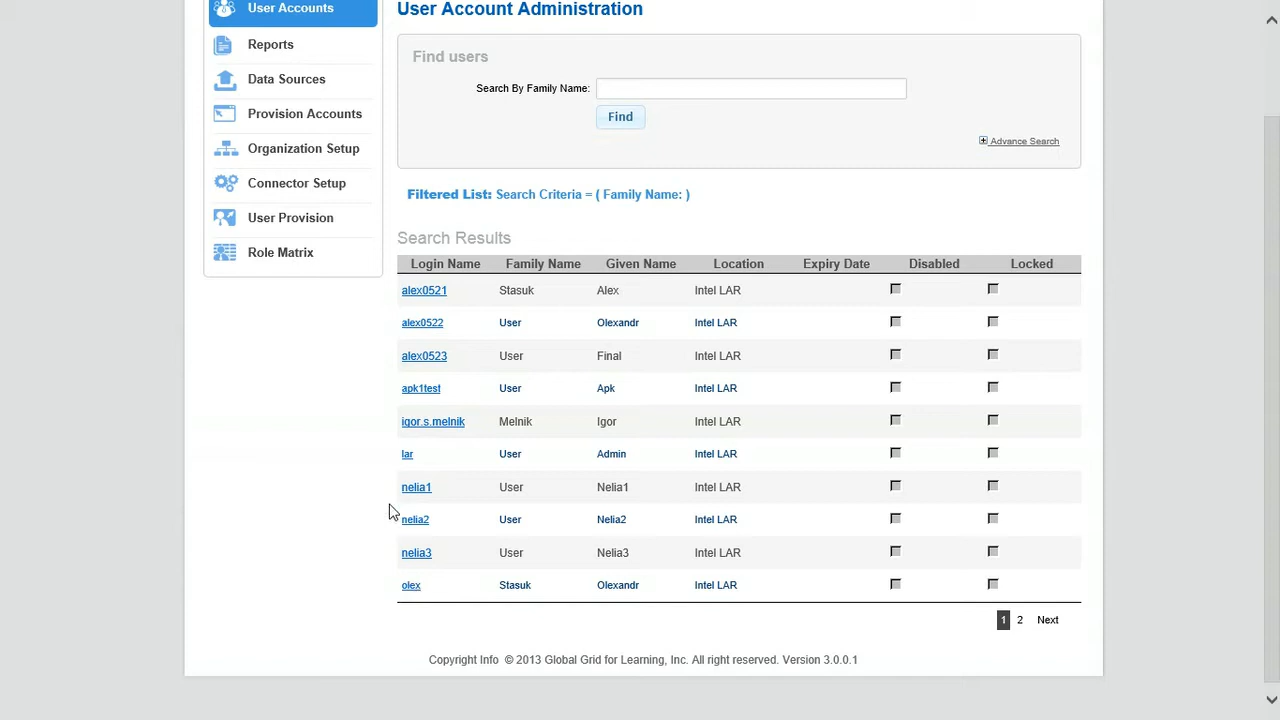 User Accounts
Reports
Data Sources
Provision Accounts
Organization Setup
Connector Setup
User Provision
Role Matrix
User Account Administration
Find users
Search By Family Name:
Find
Advance Search
Filtered List: Search Criteria = ( Family Name: )
Search Results
Login Name Family Name Given Name Location Expiry Date Disabled Locked
alex0521 Stasuk Alex Intel LAR
alex0522 User Olexandr Intel LAR
alex0523 User Final Intel LAR
apk1test User Apk Intel LAR
igor.s.melnik Melnik Igor Intel LAR
lar User Admin Intel LAR
nelia1 User Nelia1 Intel LAR
nelia2 User Nelia2 Intel LAR
nelia3 User Nelia3 Intel LAR
olex Stasuk Olexandr Intel LAR
1 2 Next
Copyright Info © 2013 Global Grid for Learning, Inc. All right reserved. Version 3.0.0.1